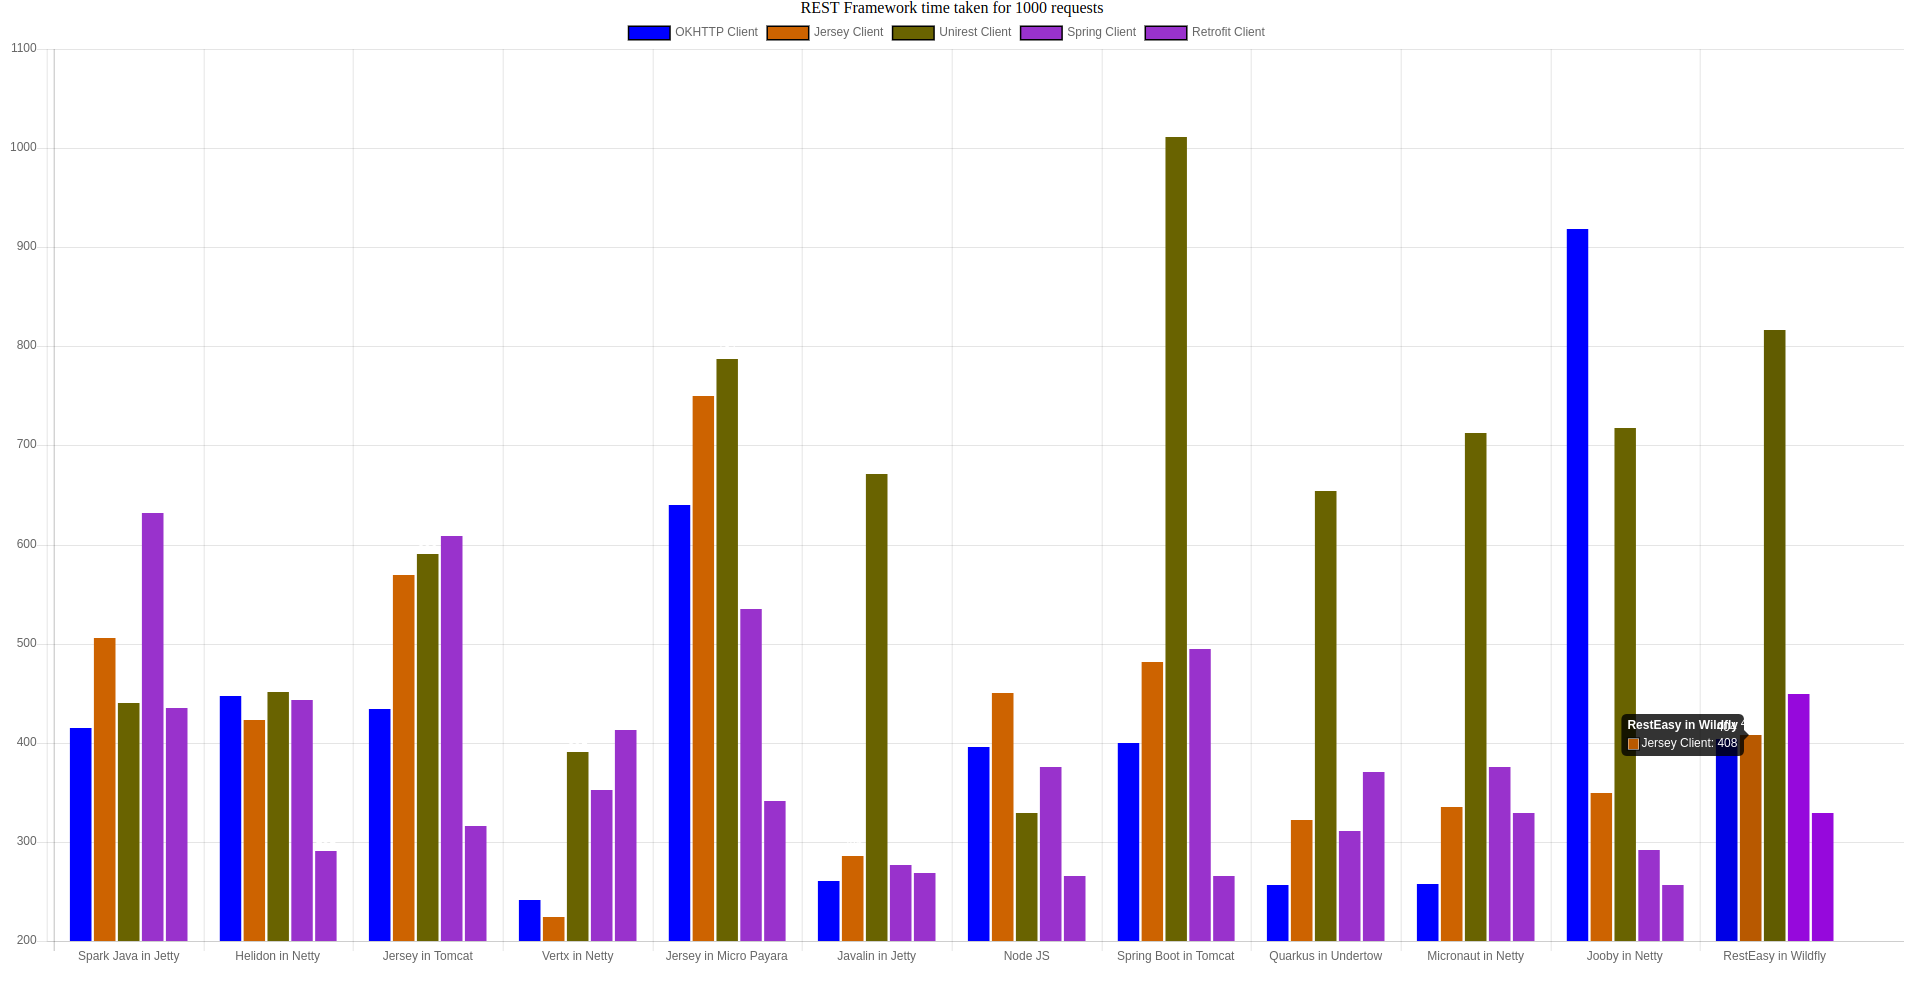 REST Framework time taken for 1000 requests
OKHTTP Client Jersey Client Unirest Client Spring Client Retrofit Client
1100
1000
900
800
700
600
500
400
300
200
RestEasy in Wildfly
Jersey Client: 408
Spark Java in Jetty Helidon in Netty Jersey in Tomcat Vertx in Netty Jersey in Micro Payara Javalin in Jetty Node JS Spring Boot in Tomcat Quarkus in Undertow Micronaut in Netty Jooby in Netty RestEasy in Wildfly